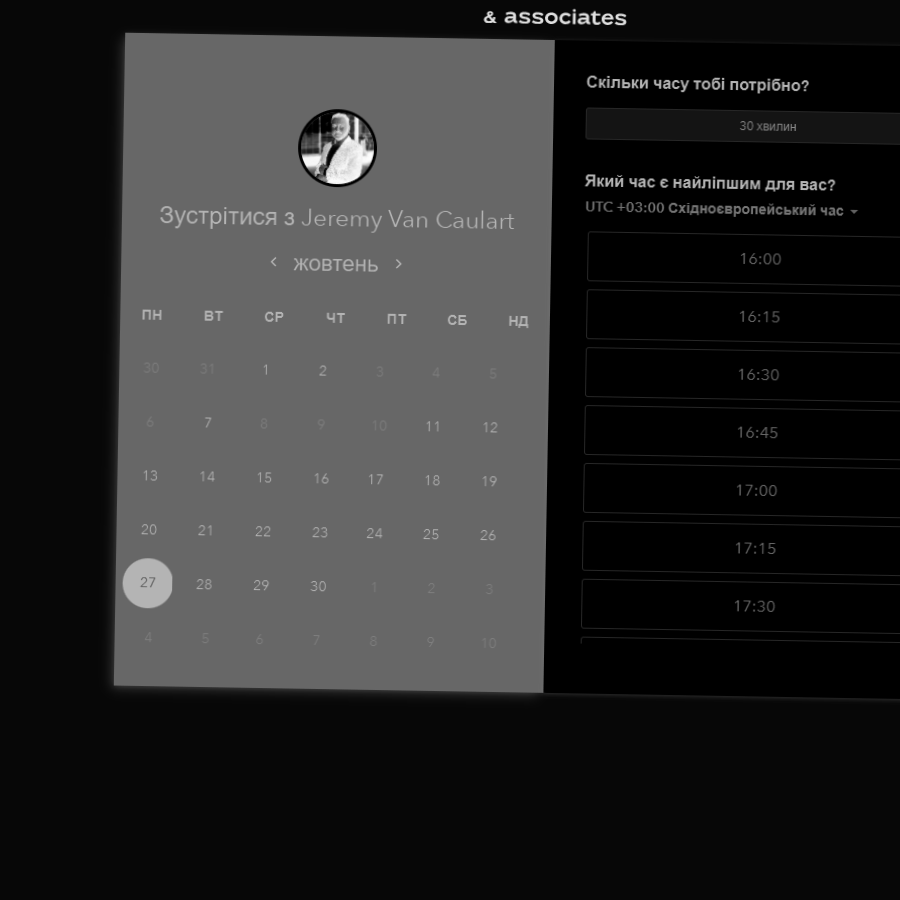 & associates
Зустрітися з Jeremy Van Caulart
‹ жовтень ›
ПН ВТ СР ЧТ ПТ СБ НД
30 31 1 2 3 4 5
6 7 8 9 10 11 12
13 14 15 16 17 18 19
20 21 22 23 24 25 26
27 28 29 30 1 2 3
4 5 6 7 8 9 10
Скільки часу тобі потрібно?
30 хвилин
Який час є найліпшим для вас?
UTC +03:00 Східноєвропейський час
16:00
16:15
16:30
16:45
17:00
17:15
17:30